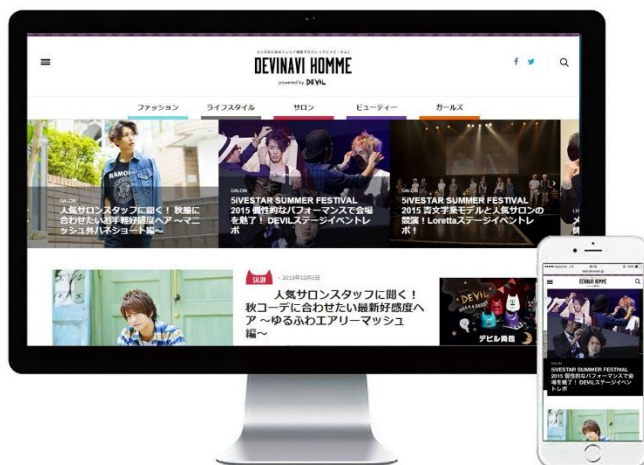 DEVINAVI HOMME
powered by DEVIL
ファッション
ライフスタイル
サロン
ビューティー
ガールズ
SALON
人気サロンスタッフに聞く! 秋服に
合わせたいお手軽好感度ヘア ～マニ
ッシュ外ハネショート編～
SALON
5iVESTAR SUMMER FESTIVAL
2015 個性的なパフォーマンスで会場
を魅了! DEVILステージイベントレ
ポ
SALON
5iVESTAR SUMMER FESTIVAL
2015 青文字系モデルと人気サロンの
競演!Lorettaステージイベントレ
ポ!
SALON
- 2015年10月5日
人気サロンスタッフに聞く!
秋コーデに合わせたい最新好感度ヘ
ア ～ゆるふわエアリーマッシュ
編～
DEVIL
デビル商店
DEVINAVI HOMME
SALON
5iVESTAR SUMMER FESTIVAL
2015 個性的なパフォーマンスで会
場を魅了! DEVILステージイベン
トレポ